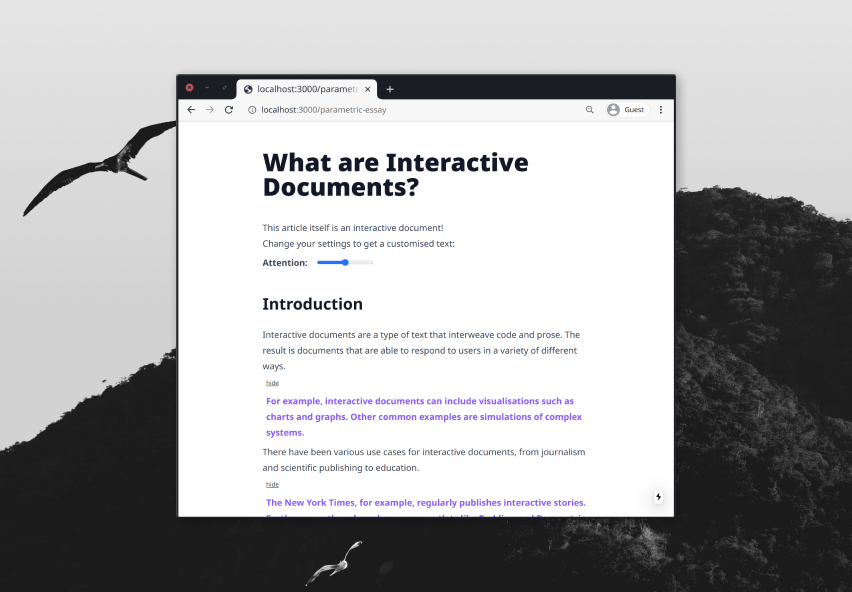 localhost:3000/parametr
localhost:3000/parametric-essay
Guest
What are Interactive
Documents?
This article itself is an interactive document!
Change your settings to get a customised text:
Attention:
Introduction
Interactive documents are a type of text that interweave code and prose. The
result is documents that are able to respond to users in a variety of different
ways.
hide
For example, interactive documents can include visualisations such as
charts and graphs. Other common examples are simulations of complex
systems.
There have been various use cases for interactive documents, from journalism
and scientific publishing to education.
hide
The New York Times, for example, regularly publishes interactive stories.